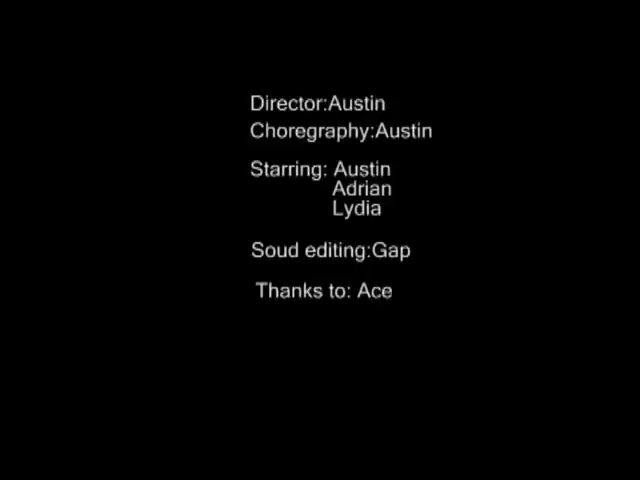 Director:Austin
Choregraphy:Austin
Starring: Austin
Adrian
Lydia
Soud editing:Gap
Thanks to: Ace